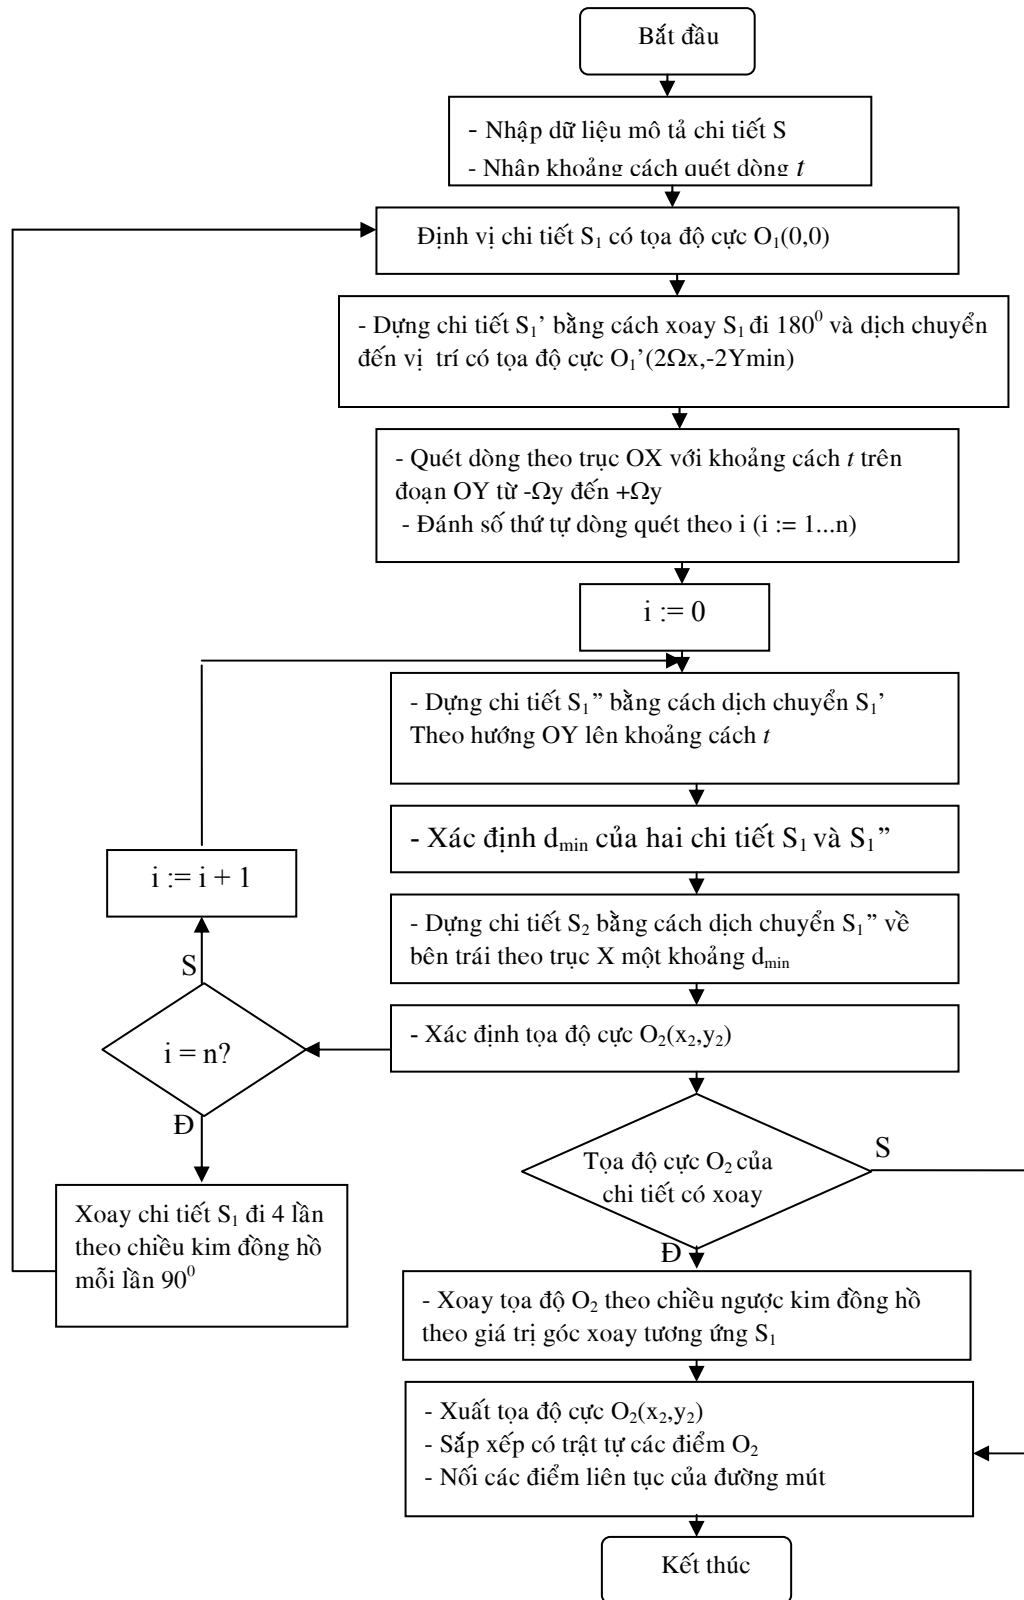 Bắt đầu
- Nhập dữ liệu mô tả chi tiết S
- Nhập khoảng cách quét dòng t
Định vị chi tiết S₁ có tọa độ cực O₁(0,0)
- Dựng chi tiết S₁’ bằng cách xoay S₁ đi 180⁰ và dịch chuyển
đến vị trí có tọa độ cực O₁’(2Ωx,-2Ymin)
- Quét dòng theo trục OX với khoảng cách t trên
đoạn OY từ -Ωy đến +Ωy
- Đánh số thứ tự dòng quét theo i (i := 1...n)
i := 0
- Dựng chi tiết S₁” bằng cách dịch chuyển S₁’
Theo hướng OY lên khoảng cách t
- Xác định dₘᵢₙ của hai chi tiết S₁ và S₁”
i := i + 1
- Dựng chi tiết S₂ bằng cách dịch chuyển S₁” về
bên trái theo trục X một khoảng dₘᵢₙ
S
- Xác định tọa độ cực O₂(x₂,y₂)
i = n?
Đ
S
Tọa độ cực O₂ của
chi tiết có xoay
Xoay chi tiết S₁ đi 4 lần
theo chiều kim đồng hồ
mỗi lần 90⁰
Đ
- Xoay tọa độ O₂ theo chiều ngược kim đồng hồ
theo giá trị góc xoay tương ứng S₁
- Xuất tọa độ cực O₂(x₂,y₂)
- Sắp xếp có trật tự các điểm O₂
- Nối các điểm liên tục của đường mút
Kết thúc